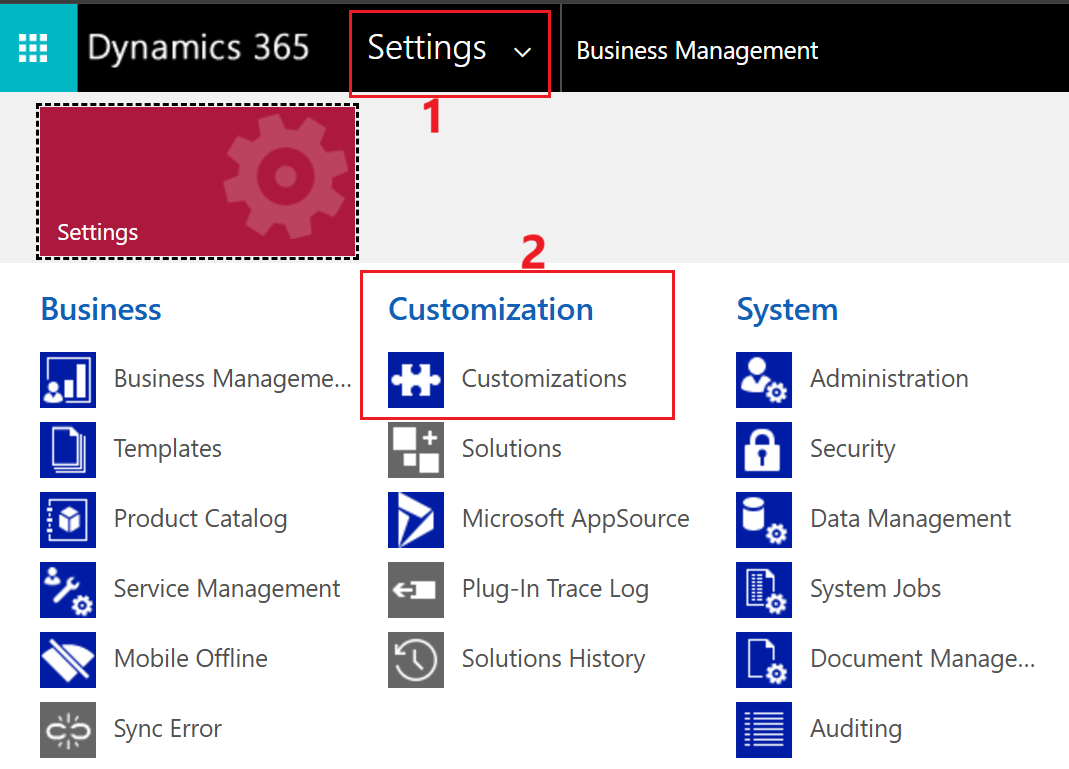 Dynamics 365 Settings Business Management
1
Settings
2
Business
Business Manageme...
Templates
Product Catalog
Service Management
Mobile Offline
Sync Error
Customization
Customizations
Solutions
Microsoft AppSource
Plug-In Trace Log
Solutions History
System
Administration
Security
Data Management
System Jobs
Document Manage...
Auditing